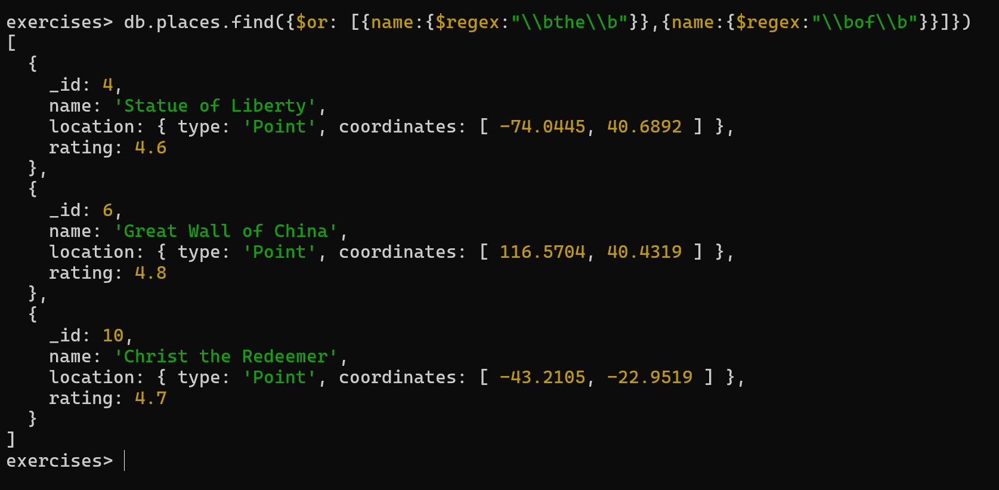 exercises> db.places.find({$or: [{name:{$regex:"\\bthe\\b"}},{name:{$regex:"\\bof\\b"}}]})
[
  {
    _id: 4,
    name: 'Statue of Liberty',
    location: { type: 'Point', coordinates: [ -74.0445, 40.6892 ] },
    rating: 4.6
  },
  {
    _id: 6,
    name: 'Great Wall of China',
    location: { type: 'Point', coordinates: [ 116.5704, 40.4319 ] },
    rating: 4.8
  },
  {
    _id: 10,
    name: 'Christ the Redeemer',
    location: { type: 'Point', coordinates: [ -43.2105, -22.9519 ] },
    rating: 4.7
  }
]
exercises>